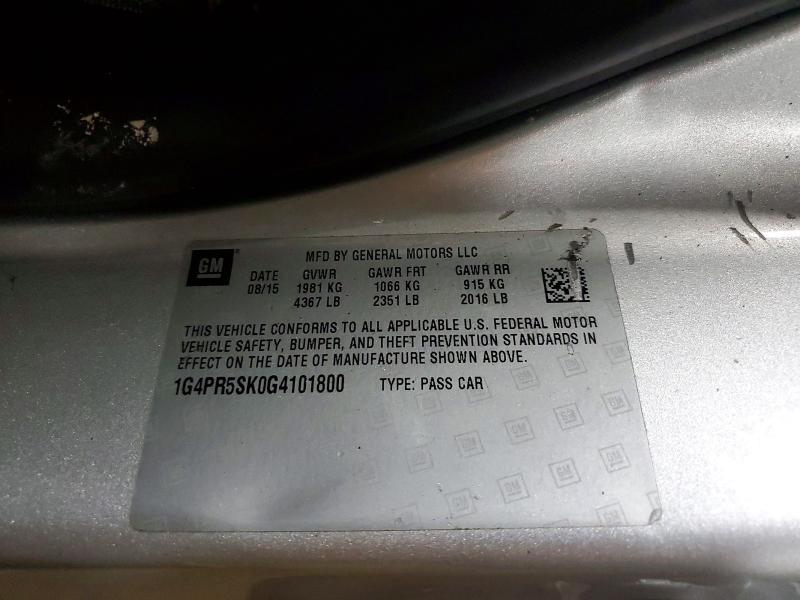 GM
MFD BY GENERAL MOTORS LLC
DATE GVWR GAWR FRT GAWR RR
08/15 1981 KG 1066 KG 915 KG
4367 LB 2351 LB 2016 LB
THIS VEHICLE CONFORMS TO ALL APPLICABLE U.S. FEDERAL MOTOR
VEHICLE SAFETY, BUMPER, AND THEFT PREVENTION STANDARDS IN
EFFECT ON THE DATE OF MANUFACTURE SHOWN ABOVE.
1G4PR5SK0G4101800 TYPE: PASS CAR